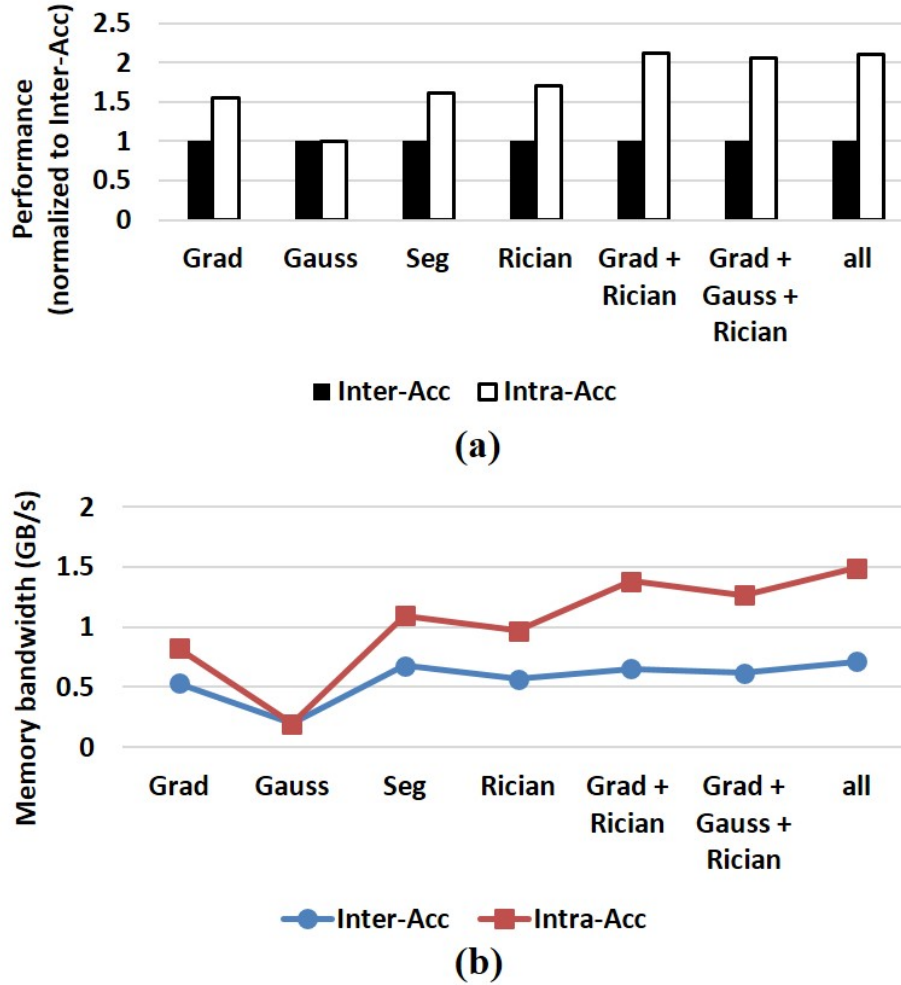 Performance
(normalized to Inter-Acc)
2.5
2
1.5
1
0.5
0
Grad
Gauss
Seg
Rician
Grad +
Rician
Grad +
Gauss +
Rician
all
Inter-Acc
Intra-Acc
(a)
Memory bandwidth (GB/s)
2
1.5
1
0.5
0
Grad
Gauss
Seg
Rician
Grad +
Rician
Grad +
Gauss +
Rician
all
Inter-Acc
Intra-Acc
(b)